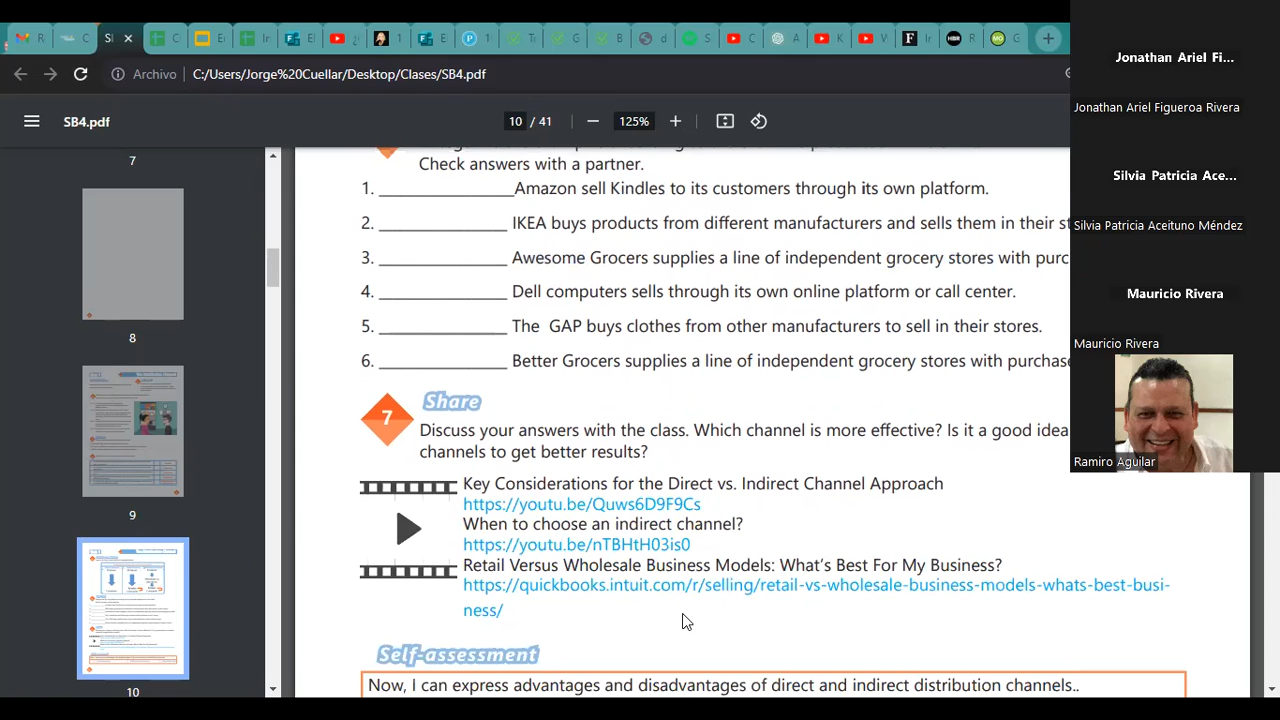 Archivo
C:/Users/Jorge%20Cuellar/Desktop/Clases/SB4.pdf
SB4.pdf
10 / 41
125%
7
8
9
10
Check answers with a partner.
1. ________________Amazon sell Kindles to its customers through its own platform.
2. ______________ IKEA buys products from different manufacturers and sells them in their st
3. ______________ Awesome Grocers supplies a line of independent grocery stores with purc
4. ______________ Dell computers sells through its own online platform or call center.
5. ______________ The GAP buys clothes from other manufacturers to sell in their stores.
6. ______________ Better Grocers supplies a line of independent grocery stores with purchase
7
Share
Discuss your answers with the class. Which channel is more effective? Is it a good idea
channels to get better results?
Key Considerations for the Direct vs. Indirect Channel Approach
https://youtu.be/Quws6D9F9Cs
When to choose an indirect channel?
https://youtu.be/nTBHtH03is0
Retail Versus Wholesale Business Models: What's Best For My Business?
https://quickbooks.intuit.com/r/selling/retail-vs-wholesale-business-models-whats-best-busi-
ness/
Self-assessment
Now, I can express advantages and disadvantages of direct and indirect distribution channels..
Jonathan Ariel Fi...
Jonathan Ariel Figueroa Rivera
Silvia Patricia Ace...
Silvia Patricia Aceituno Méndez
Mauricio Rivera
Mauricio Rivera
Ramiro Aguilar